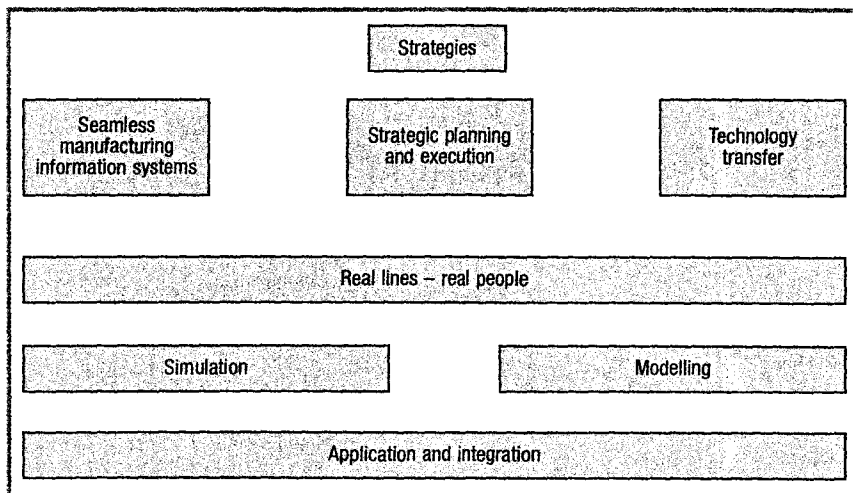 Strategies
Seamless
manufacturing
information systems
Strategic planning
and execution
Technology
transfer
Real lines – real people
Simulation
Modelling
Application and integration